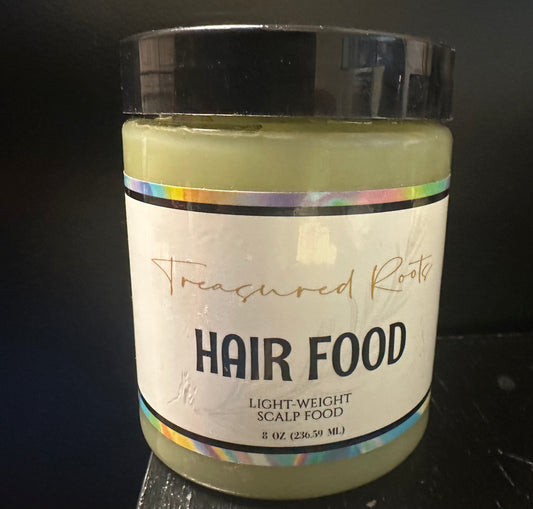 Treasured Roots
HAIR FOOD
LIGHT-WEIGHT
SCALP FOOD
8 OZ (236.59 ML)